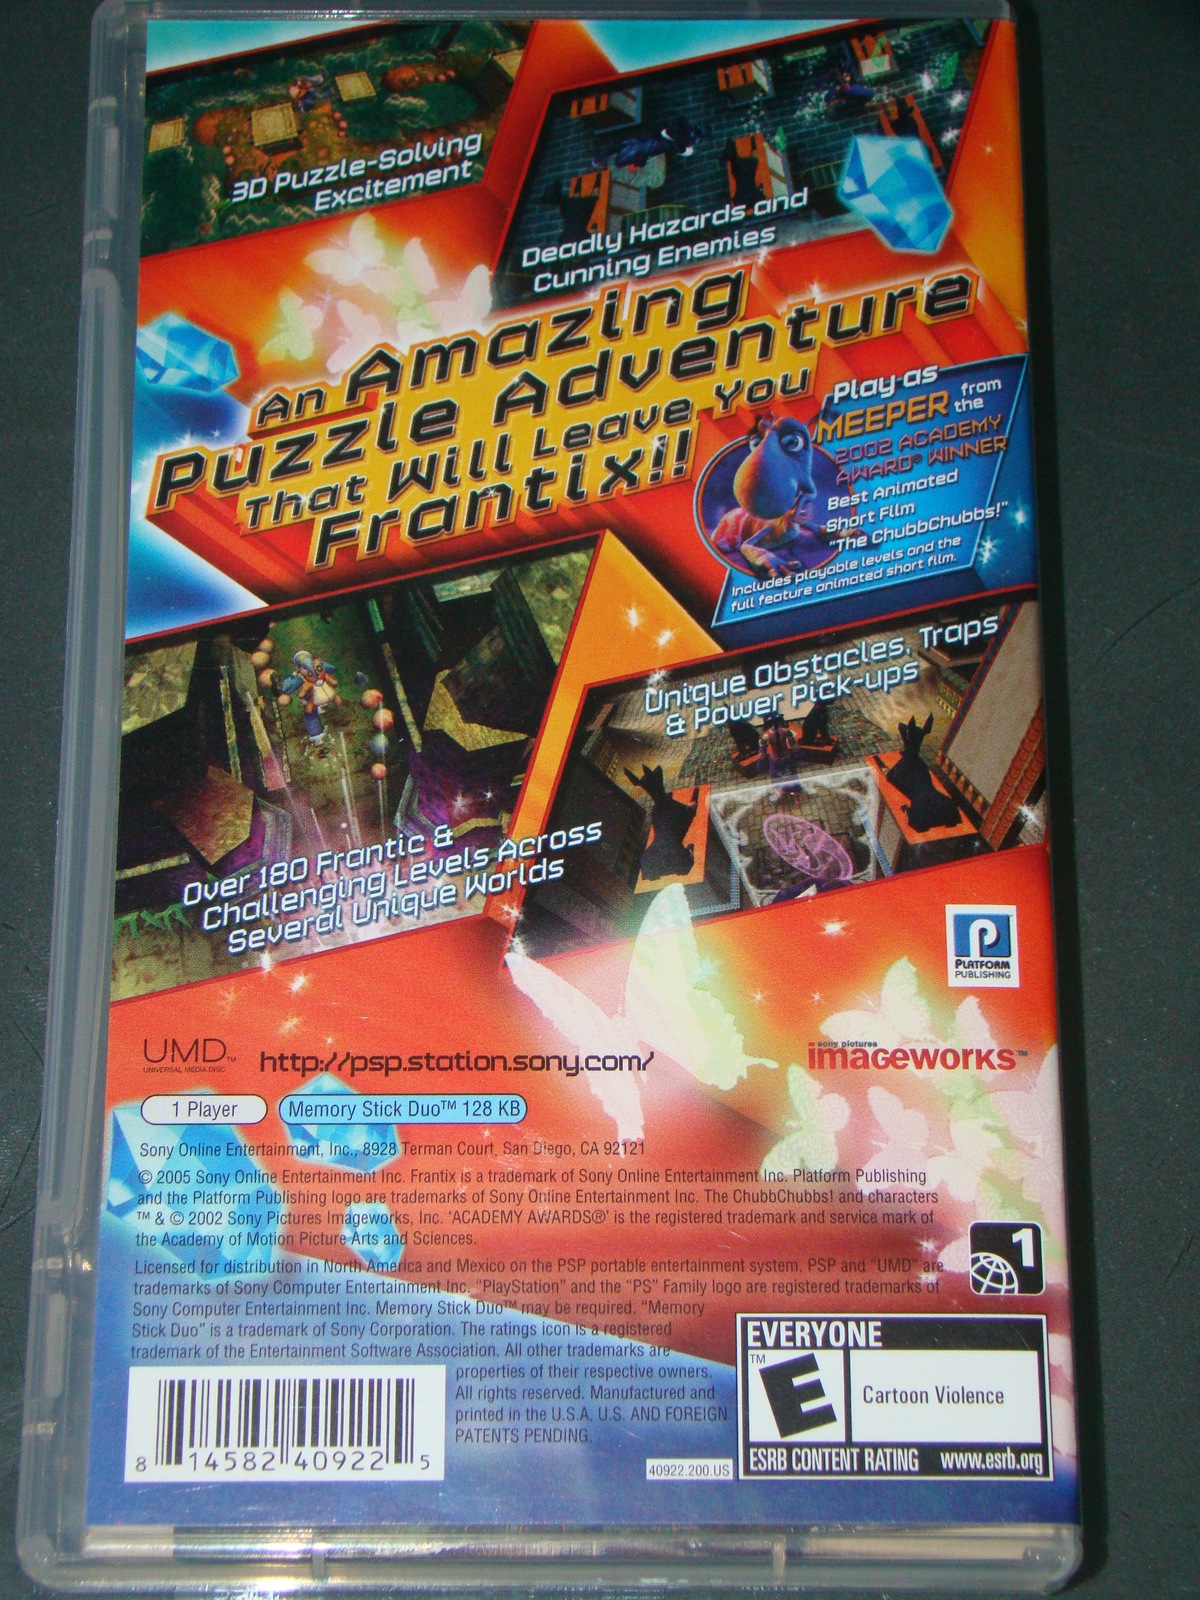 3D Puzzle-Solving
Excitement
Deadly Hazards and
Cunning Enemies
An Amazing
Puzzle Adventure
That Will Leave You
Frantix!!
Play as
MEEPER from
the
2002 ACADEMY
AWARD® WINNER
Best Animated
Short Film
"The ChubbChubbs!"
Includes playable levels and the
full feature animated short film.
Unique Obstacles, Traps
& Power Pick-ups
Over 180 Frantic &
Challenging Levels Across
Several Unique Worlds
P
PLATFORM
PUBLISHING
UMD™
UNIVERSAL MEDIA DISC
http://psp.station.sony.com/
sony pictures
imageworks™
1 Player
Memory Stick Duo™ 128 KB
Sony Online Entertainment, Inc., 8928 Terman Court, San Diego, CA 92121
© 2005 Sony Online Entertainment Inc. Frantix is a trademark of Sony Online Entertainment Inc. Platform Publishing
and the Platform Publishing logo are trademarks of Sony Online Entertainment Inc. The ChubbChubbs! and characters
™ & © 2002 Sony Pictures Imageworks, Inc. 'ACADEMY AWARDS®' is the registered trademark and service mark of
the Academy of Motion Picture Arts and Sciences.
Licensed for distribution in North America and Mexico on the PSP portable entertainment system. PSP and "UMD" are
trademarks of Sony Computer Entertainment Inc. "PlayStation" and the "PS" Family logo are registered trademarks of
Sony Computer Entertainment Inc. Memory Stick Duo™ may be required. "Memory
Stick Duo" is a trademark of Sony Corporation. The ratings icon is a registered
trademark of the Entertainment Software Association. All other trademarks are
properties of their respective owners.
All rights reserved. Manufactured and
printed in the U.S.A. U.S. AND FOREIGN
PATENTS PENDING.
1
EVERYONE
™
E
Cartoon Violence
ESRB CONTENT RATING www.esrb.org
8 14582 40922 5
40922.200.US